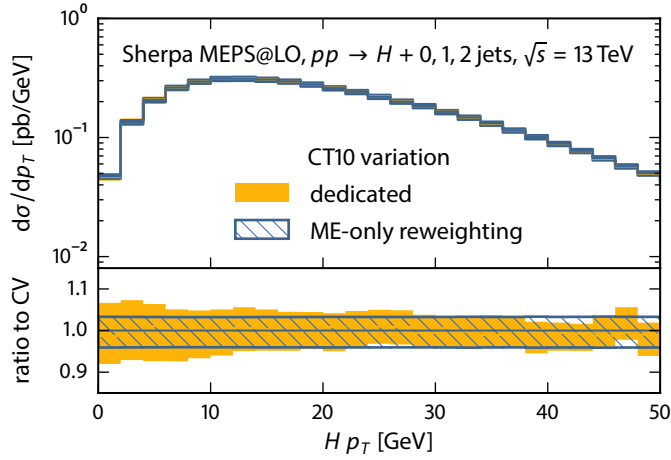 10⁰
Sherpa MEPS@LO, pp → H + 0, 1, 2 jets, √s = 13 TeV
dσ/dp_T [pb/GeV]
10⁻¹
CT10 variation
dedicated
ME-only reweighting
10⁻²
ratio to CV
1.1
1.0
0.9
0 10 20 30 40 50
H p_T [GeV]